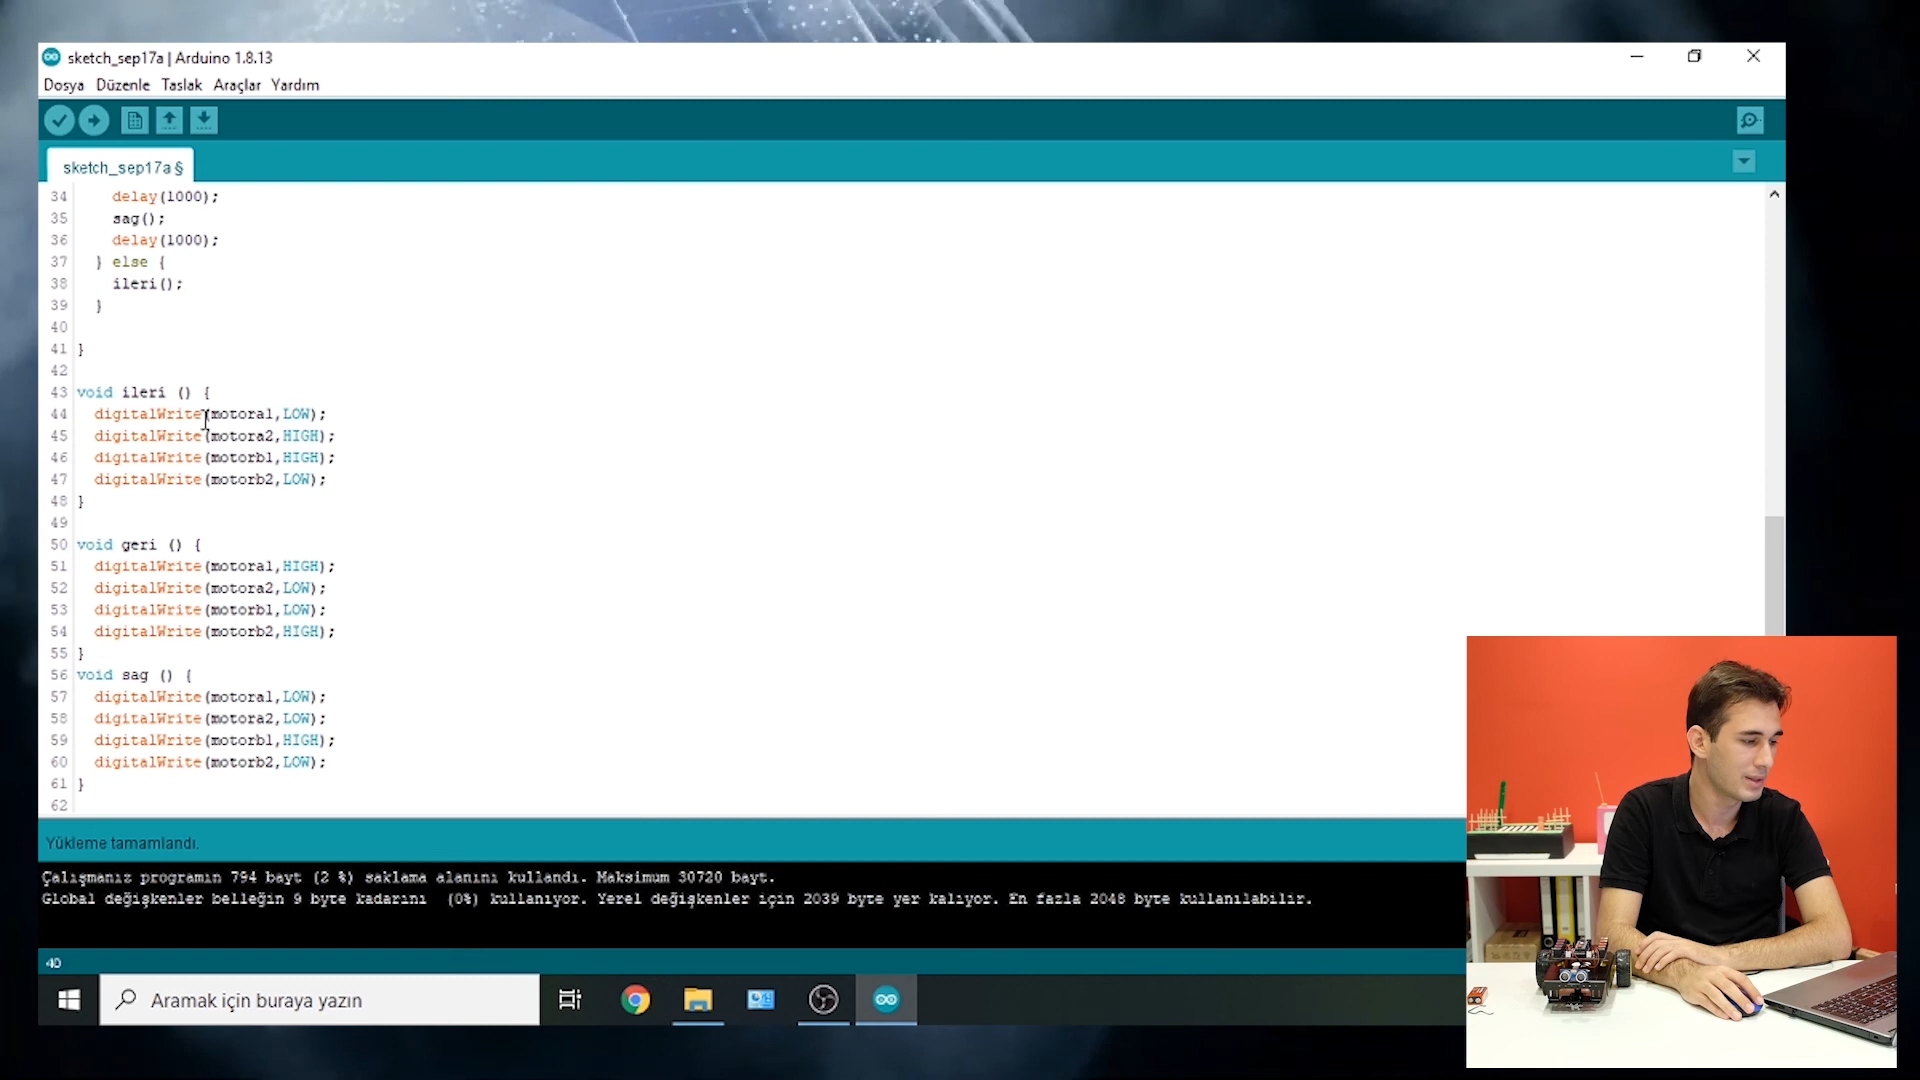 sketch_sep17a | Arduino 1.8.13
Dosya Düzenle Taslak Araçlar Yardım
sketch_sep17a §
34 delay(1000);
35 sag();
36 delay(1000);
37 } else {
38 ileri();
39 }
40
41 }
42
43 void ileri () {
44 digitalWrite(motora1,LOW);
45 digitalWrite(motora2,HIGH);
46 digitalWrite(motorb1,HIGH);
47 digitalWrite(motorb2,LOW);
48 }
49
50 void geri () {
51 digitalWrite(motora1,HIGH);
52 digitalWrite(motora2,LOW);
53 digitalWrite(motorb1,LOW);
54 digitalWrite(motorb2,HIGH);
55 }
56 void sag () {
57 digitalWrite(motora1,LOW);
58 digitalWrite(motora2,LOW);
59 digitalWrite(motorb1,HIGH);
60 digitalWrite(motorb2,LOW);
61 }
62
Yükleme tamamlandı.
Çalışmanız programın 794 bayt (2 %) saklama alanını kullandı. Maksimum 30720 bayt.
Global değişkenler belleğin 9 byte kadarını (0%) kullanıyor. Yerel değişkenler için 2039 byte yer kalıyor. En fazla 2048 byte kullanılabilir.
40
Aramak için buraya yazın